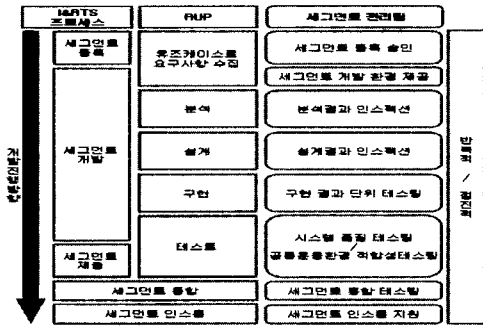 I&RTS
프로세스
RUP
세그먼트 관리팀
세그먼트
등록
유즈케이스로
요구사항 수집
세그먼트 등록 승인
세그먼트 개발 환경 제공
세그먼트
개발
분석
분석결과 인스펙션
설계
설계결과 인스펙션
구현
구현 결과 단위 테스팅
세그먼트
제출
테스트
시스템 품질 테스팅
/
공통운용환경 적합성테스팅
세그먼트 통합
세그먼트 통합 테스팅
세그먼트 인스톨
세그먼트 인스톨 지원
개발진행방향
반복적 / 점진적